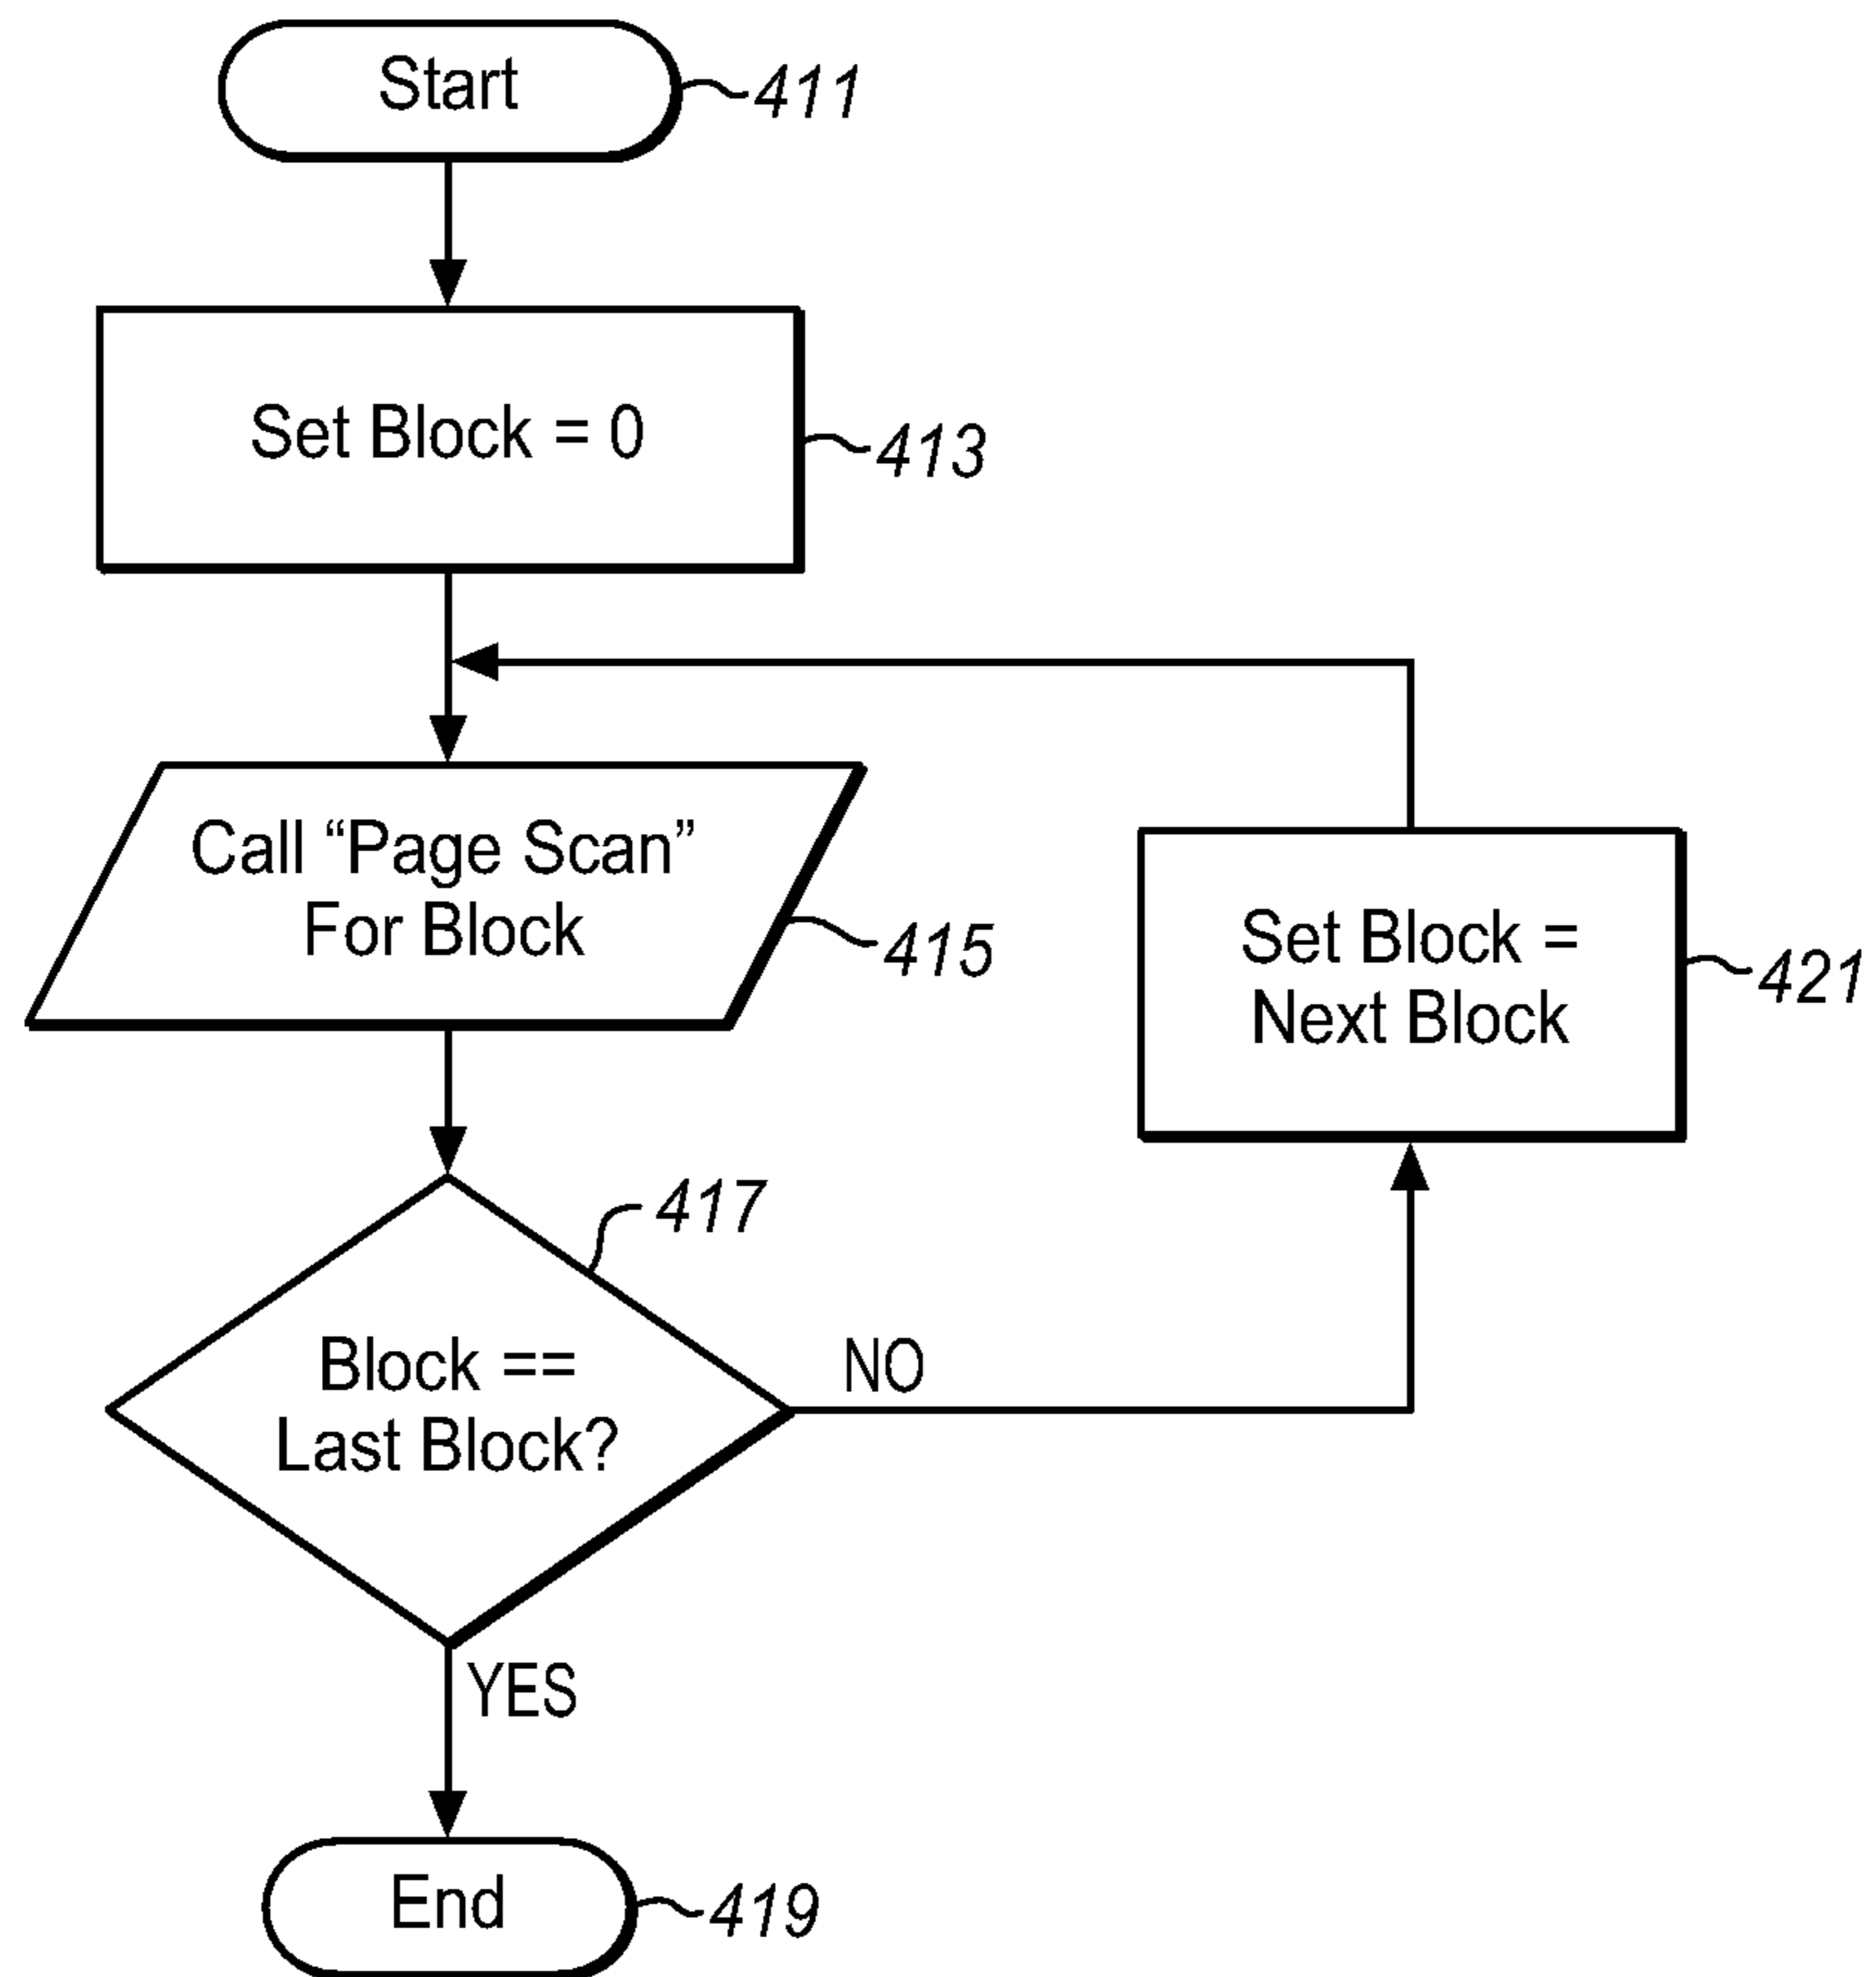 Start
411
Set Block = 0
413
Call “Page Scan”
For Block
415
Set Block =
Next Block
421
417
Block ==
Last Block?
NO
YES
End
419